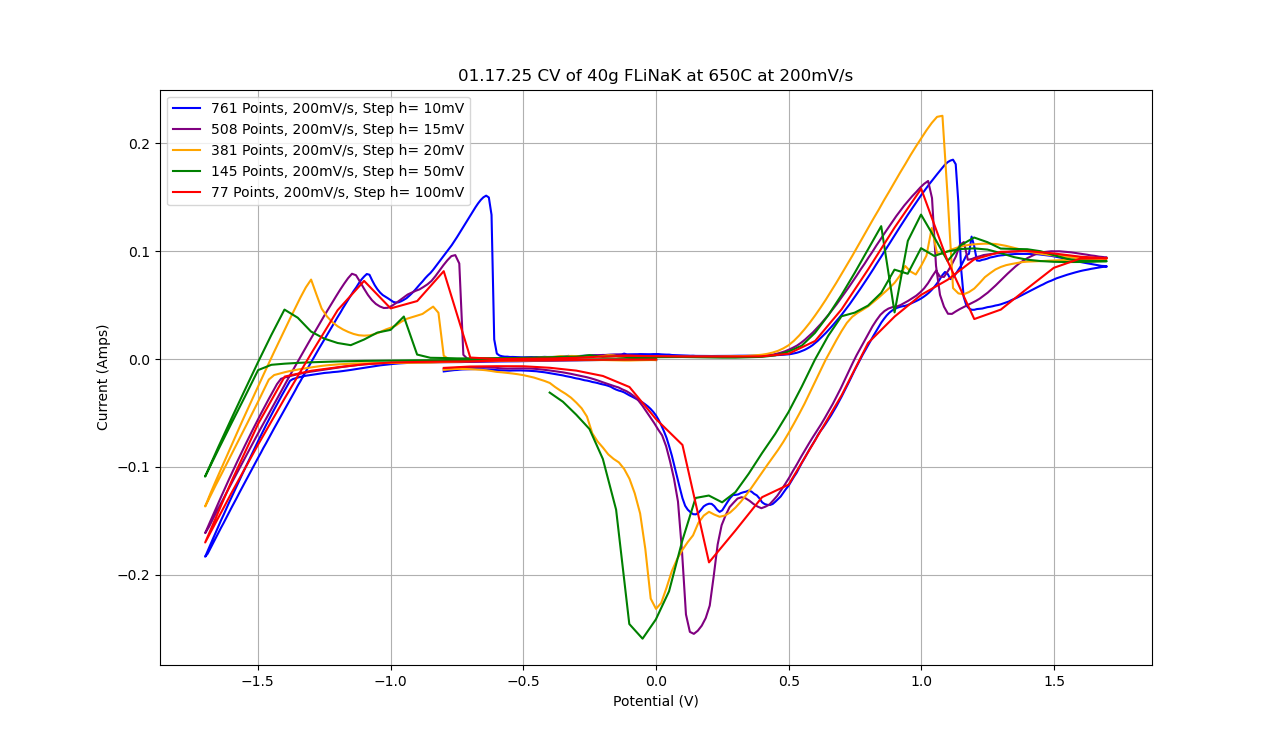 01.17.25 CV of 40g FLiNaK at 650C at 200mV/s
761 Points, 200mV/s, Step h= 10mV
508 Points, 200mV/s, Step h= 15mV
381 Points, 200mV/s, Step h= 20mV
145 Points, 200mV/s, Step h= 50mV
77 Points, 200mV/s, Step h= 100mV
Current (Amps)
0.2
0.1
0.0
−0.1
−0.2
−1.5 −1.0 −0.5 0.0 0.5 1.0 1.5
Potential (V)